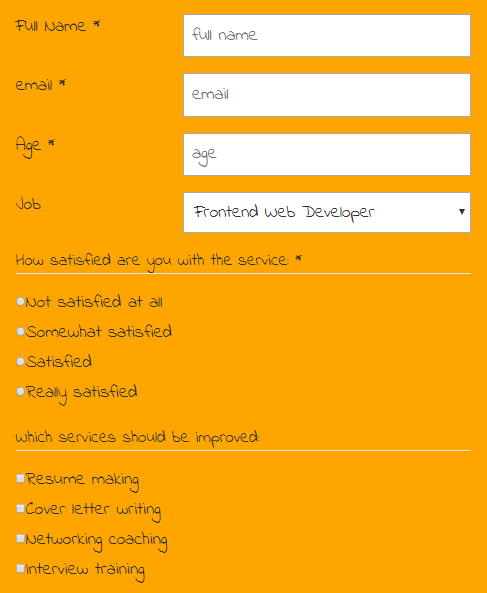 Full Name *
full name
email *
email
Age *
age
Job
Frontend Web Developer
How satisfied are you with the service: *
Not satisfied at all
Somewhat satisfied
Satisfied
Really satisfied
Which services should be improved:
Resume making
Cover letter writing
Networking coaching
Interview training